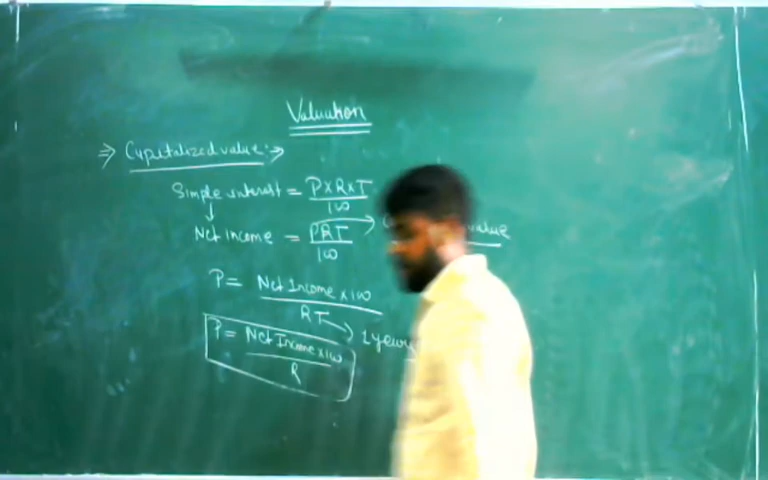 Valuation
⇒ Capitalized value:→
Simple interest = P×R×T
100
↓
Net income = PRT → value
100
P = Net Income ×100
RT → 1 year
P = Net Income ×100
R